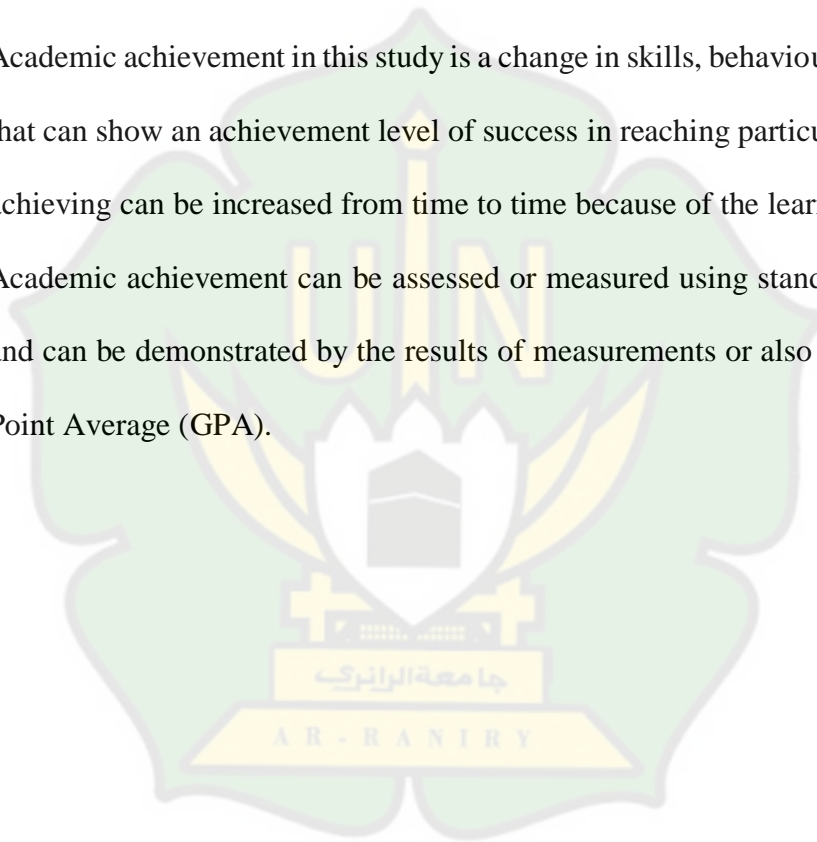 Academic achievement in this study is a change in skills, behaviou
that can show an achievement level of success in reaching particu
achieving can be increased from time to time because of the lear
Academic achievement can be assessed or measured using stand
and can be demonstrated by the results of measurements or also
Point Average (GPA).
UIN
جامعة الرانري
AR-RANIRY